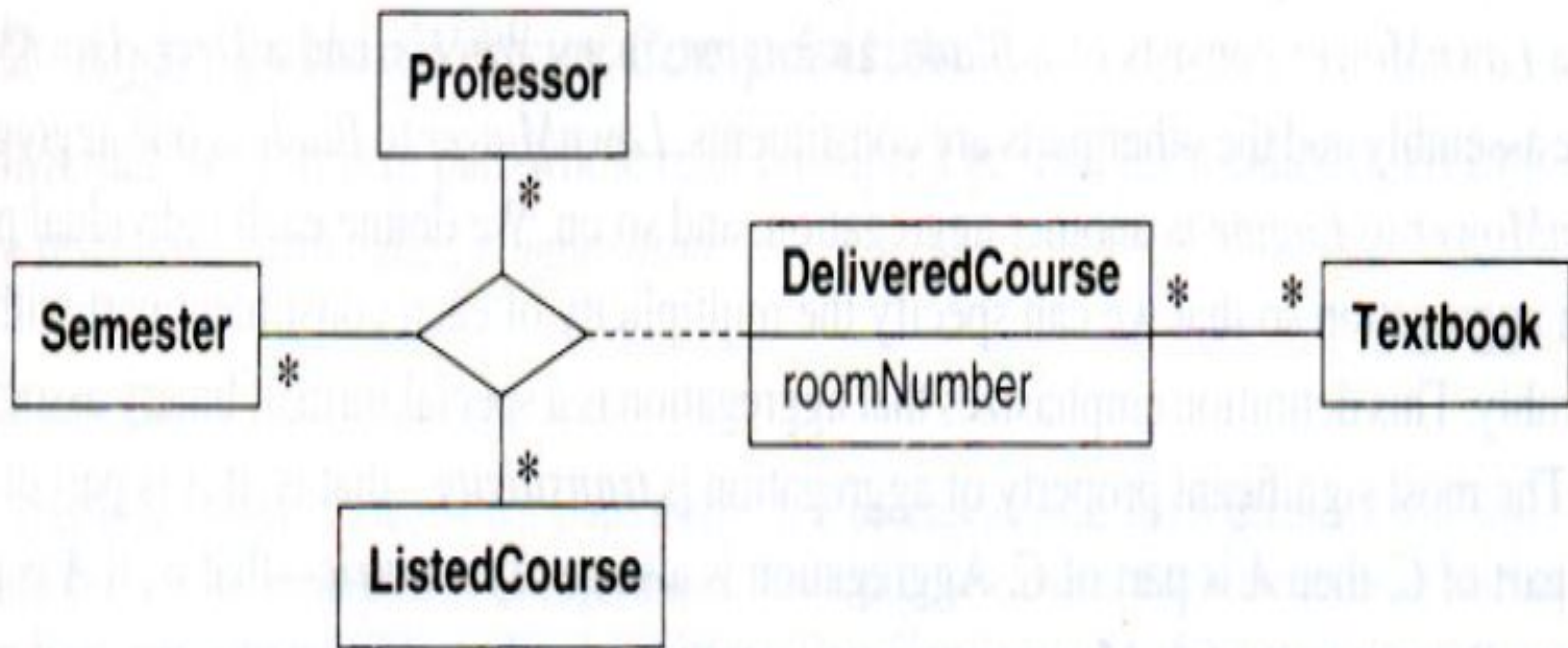 Professor
*
DeliveredCourse
* *
Semester
Textbook
*
roomNumber
*
ListedCourse